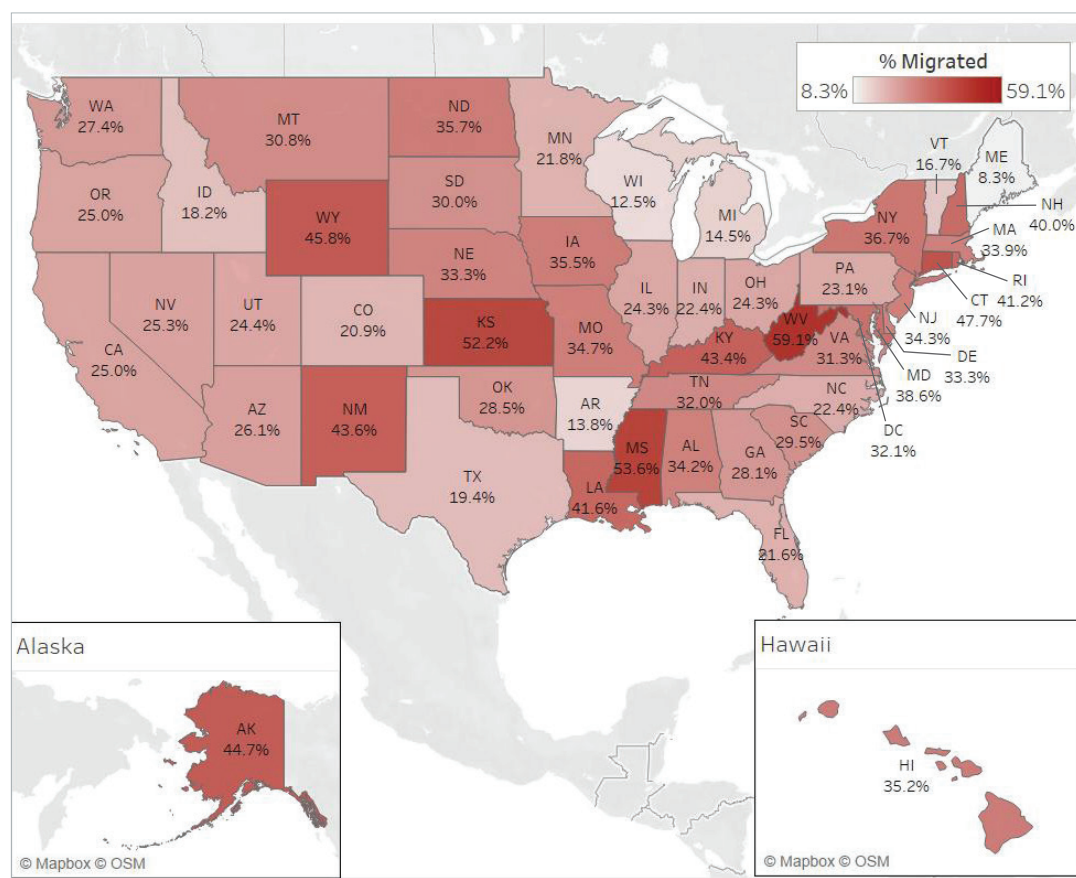 % Migrated
8.3%
59.1%
WA
27.4%
MT
30.8%
ND
35.7%
MN
21.8%
VT
16.7%
ME
8.3%
OR
25.0%
ID
18.2%
WY
45.8%
SD
30.0%
WI
12.5%
MI
14.5%
NY
36.7%
NH
40.0%
MA
33.9%
RI
41.2%
CT
47.7%
NJ
34.3%
DE
33.3%
MD
38.6%
DC
32.1%
NE
33.3%
IA
35.5%
IL
24.3%
IN
22.4%
OH
24.3%
PA
23.1%
NV
25.3%
UT
24.4%
CO
20.9%
KS
52.2%
MO
34.7%
KY
43.4%
WV
59.1%
VA
31.3%
CA
25.0%
AZ
26.1%
NM
43.6%
OK
28.5%
AR
13.8%
TN
32.0%
NC
22.4%
SC
29.5%
TX
19.4%
LA
41.6%
MS
53.6%
AL
34.2%
GA
28.1%
FL
21.6%
Alaska
AK
44.7%
© Mapbox © OSM
Hawaii
HI
35.2%
© Mapbox © OSM